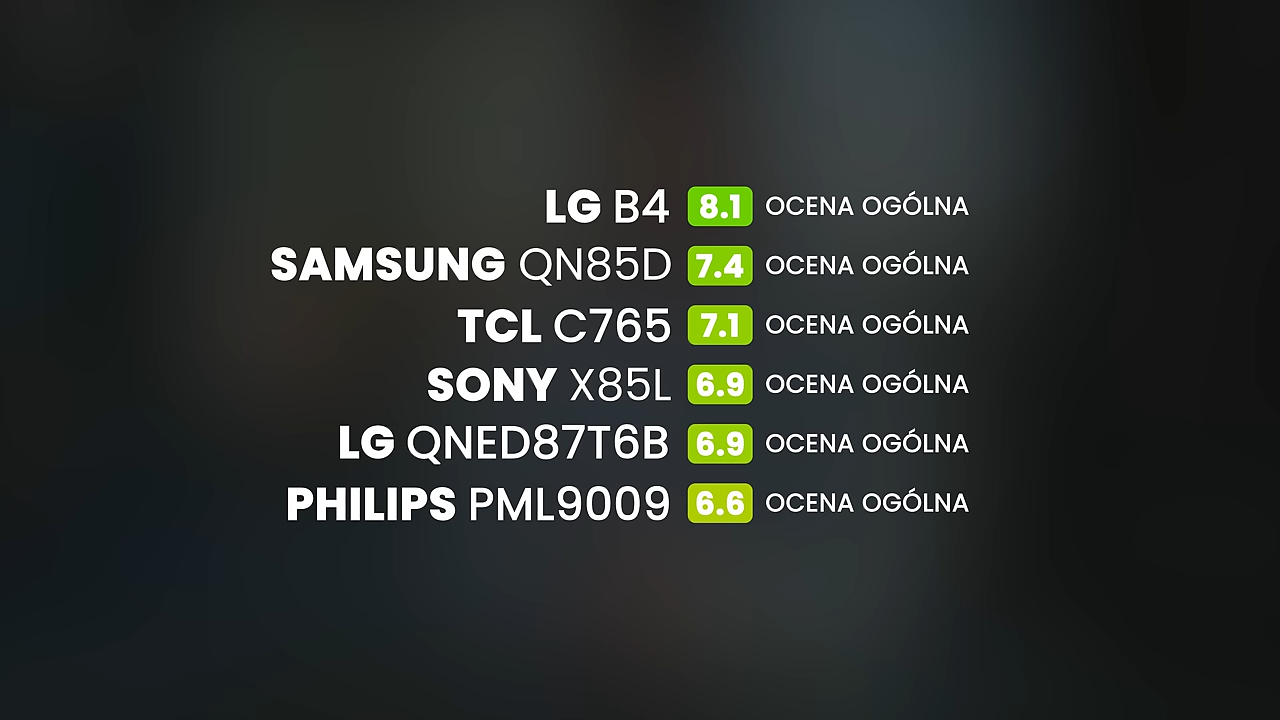 LG B4 8.1 OCENA OGÓLNA
SAMSUNG QN85D 7.4 OCENA OGÓLNA
TCL C765 7.1 OCENA OGÓLNA
SONY X85L 6.9 OCENA OGÓLNA
LG QNED87T6B 6.9 OCENA OGÓLNA
PHILIPS PML9009 6.6 OCENA OGÓLNA